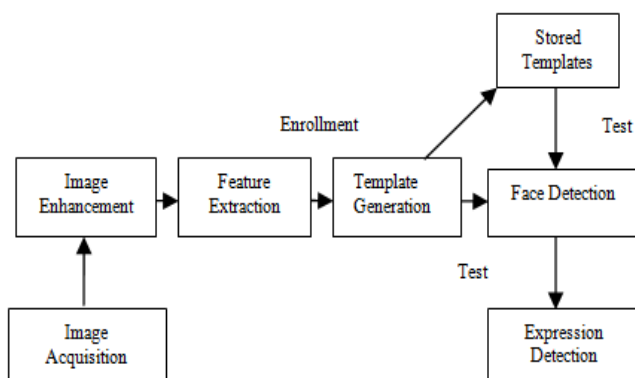 Stored
Templates
Enrollment
Test
Image
Enhancement
Feature
Extraction
Template
Generation
Face Detection
Test
Image
Acquisition
Expression
Detection